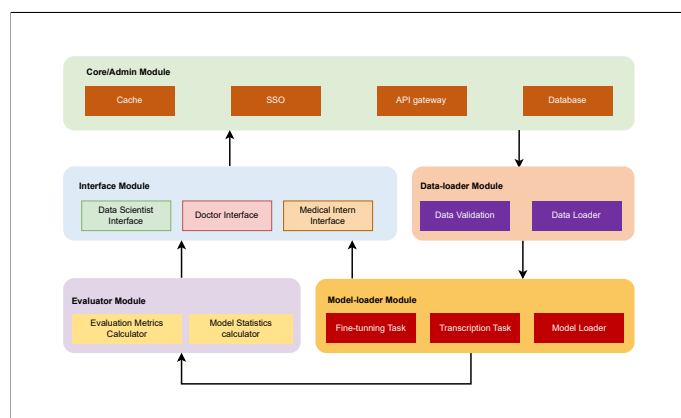 Core/Admin Module
Cache
SSO
API gateway
Database
Interface Module
Data Scientist
Interface
Doctor Interface
Medical Intern
Interface
Data-loader Module
Data Validation
Data Loader
Evaluator Module
Evaluation Metrics
Calculator
Model Statistics
calculator
Model-loader Module
Fine-tunning Task
Transcription Task
Model Loader